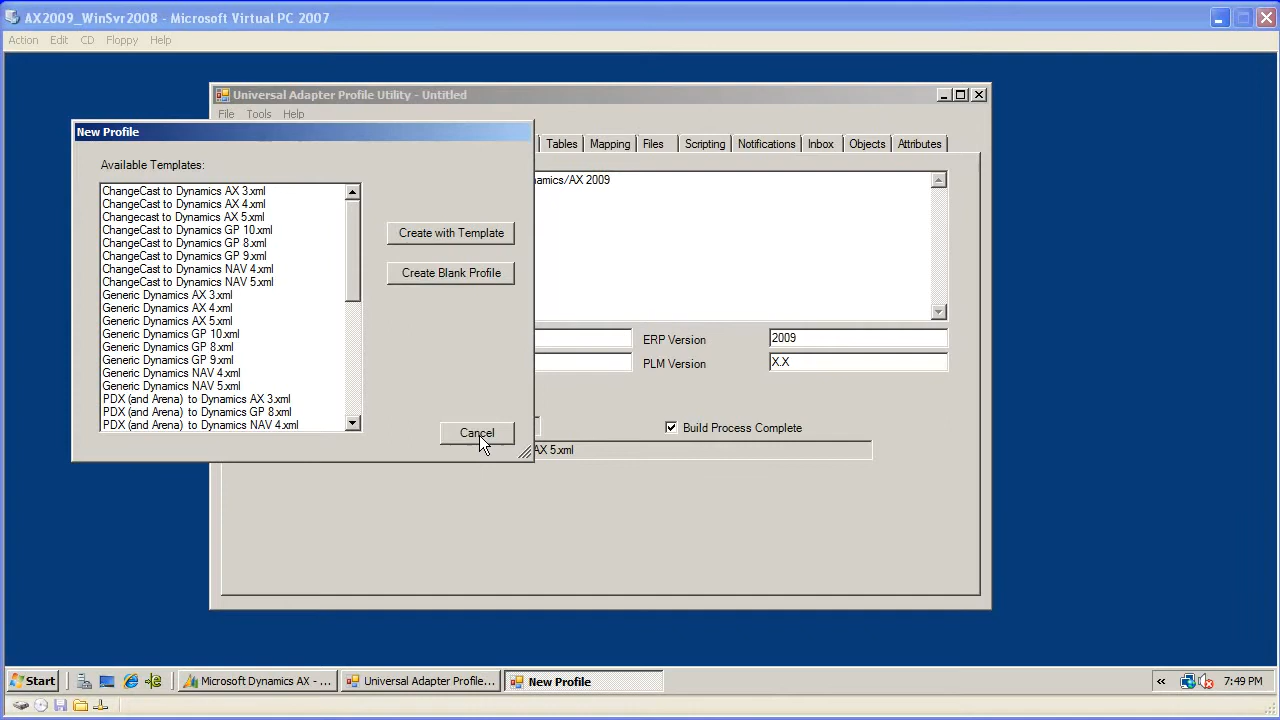 AX2009_WinSvr2008 - Microsoft Virtual PC 2007
Action Edit CD Floppy Help
Universal Adapter Profile Utility - Untitled
File Tools Help
New Profile
Tables Mapping Files Scripting Notifications Inbox Objects Attributes
Available Templates:
ChangeCast to Dynamics AX 3.xml
ChangeCast to Dynamics AX 4.xml
Changecast to Dynamics AX 5.xml
ChangeCast to Dynamics GP 10.xml
ChangeCast to Dynamics GP 8.xml
ChangeCast to Dynamics GP 9.xml
ChangeCast to Dynamics NAV 4.xml
ChangeCast to Dynamics NAV 5.xml
Generic Dynamics AX 3.xml
Generic Dynamics AX 4.xml
Generic Dynamics AX 5.xml
Generic Dynamics GP 10.xml
Generic Dynamics GP 8.xml
Generic Dynamics GP 9.xml
Generic Dynamics NAV 4.xml
Generic Dynamics NAV 5.xml
PDX (and Arena) to Dynamics AX 3.xml
PDX (and Arena) to Dynamics GP 8.xml
PDX (and Arena) to Dynamics NAV 4.xml
Create with Template
Create Blank Profile
Cancel
namics/AX 2009
ERP Version 2009
PLM Version X.X
Build Process Complete
AX 5.xml
Start Microsoft Dynamics AX - ... Universal Adapter Profile... New Profile « 7:49 PM